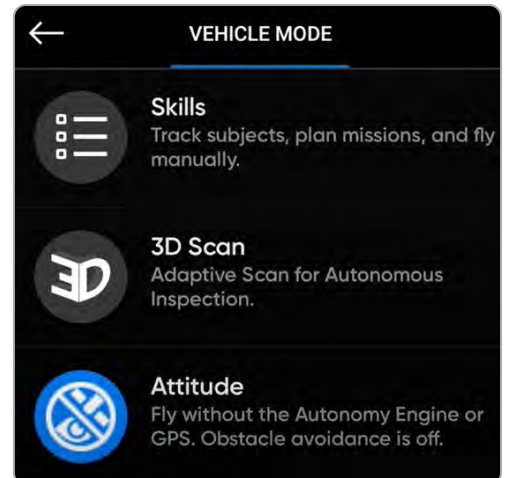 VEHICLE MODE
Skills
Track subjects, plan missions, and fly
manually.
3D
3D Scan
Adaptive Scan for Autonomous
Inspection.
Attitude
Fly without the Autonomy Engine or
GPS. Obstacle avoidance is off.